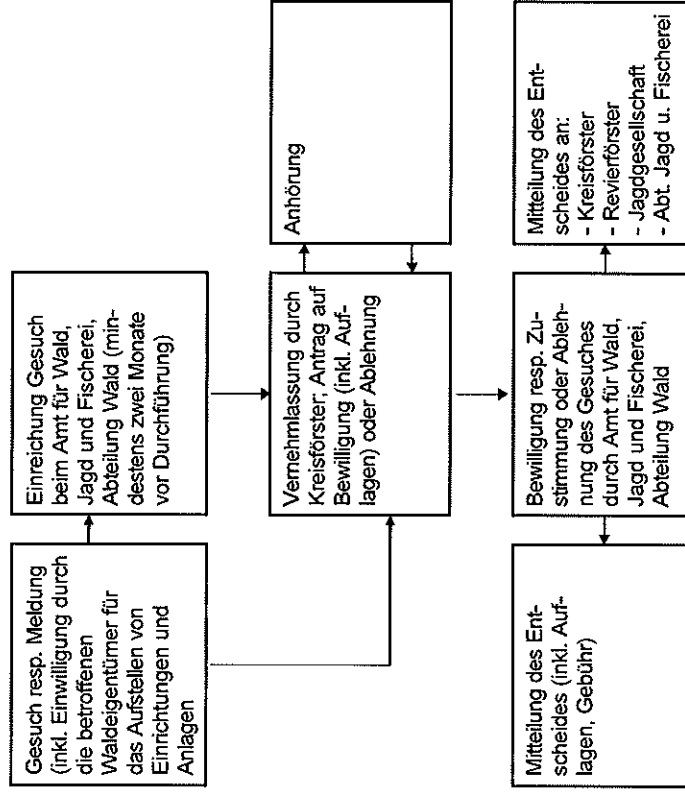 Gesuch resp. Meldung
(inkl. Einwilligung durch
die betroffenen
Waldeigentümer für
das Aufstellen von
Einrichtungen und
Anlagen
Einreichung Gesuch
beim Amt für Wald,
Jagd und Fischerei,
Abteilung Wald (min-
destens zwei Monate
vor Durchführung)
Vernehmlassung durch
Kreisförster; Antrag auf
Bewilligung (inkl. Auf-
lagen) oder Ablehnung
Anhörung
Mitteilung des Ent-
scheides (inkl. Auf-
lagen, Gebühr)
Bewilligung resp. Zu-
stimmung oder Ableh-
nung des Gesuches
durch Amt für Wald,
Jagd und Fischerei,
Abteilung Wald
Mitteilung des Ent-
scheides an:
- Kreisförster
- Revierförster
- Jagdgesellschaft
- Abt. Jagd u. Fischerei